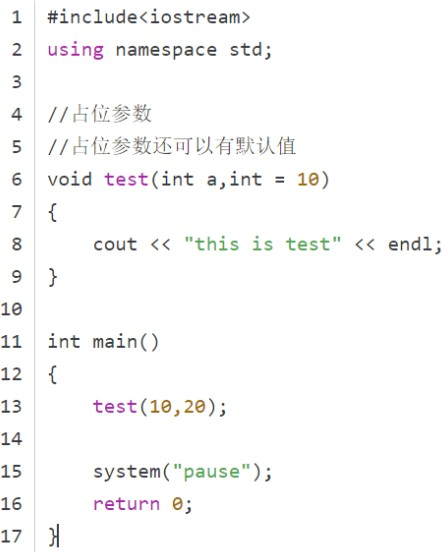 1 #include<iostream>
2 using namespace std;
3
4 //占位参数
5 //占位参数还可以有默认值
6 void test(int a,int = 10)
7 {
8     cout << "this is test" << endl;
9 }
10
11 int main()
12 {
13     test(10,20);
14
15     system("pause");
16     return 0;
17 }